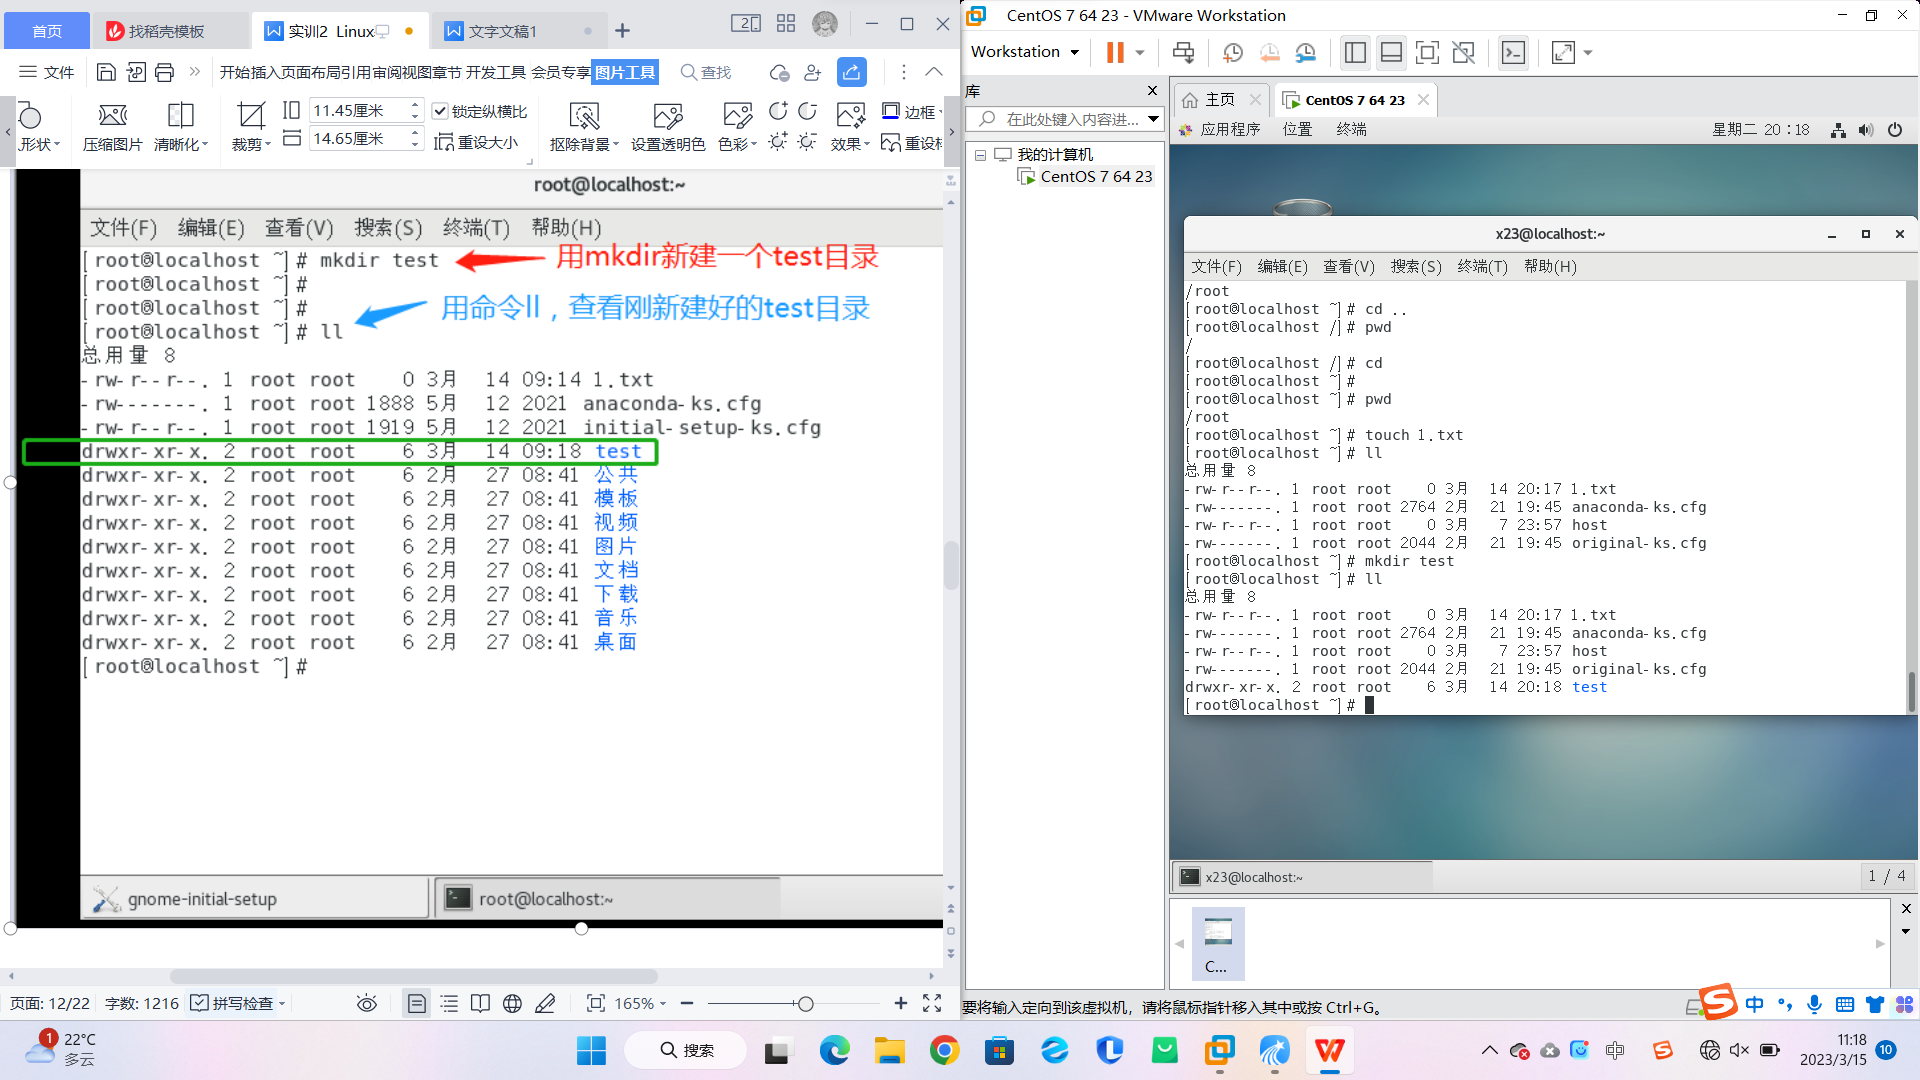 首页
找稻壳模板
实训2 Linux
文字文稿1
文件
开始插入页面布局引用审阅视图章节 开发工具 会员专享图片工具
查找
形状
压缩图片
清晰化
裁剪
11.45厘米
14.65厘米
锁定纵横比
重设大小
抠除背景
设置透明色
色彩
效果
边框
重设样
root@localhost:~
文件(F) 编辑(E) 查看(V) 搜索(S) 终端(T) 帮助(H)
[root@localhost ~]# mkdir test
用mkdir新建一个test目录
[root@localhost ~]#
[root@localhost ~]#
用命令ll，查看刚新建好的test目录
[root@localhost ~]# ll
总用量 8
-rw-r--r--. 1 root root 0 3月 14 09:14 1.txt
-rw-------. 1 root root 1888 5月 12 2021 anaconda-ks.cfg
-rw-r--r--. 1 root root 1919 5月 12 2021 initial-setup-ks.cfg
drwxr-xr-x. 2 root root 6 3月 14 09:18 test
drwxr-xr-x. 2 root root 6 2月 27 08:41 公共
drwxr-xr-x. 2 root root 6 2月 27 08:41 模板
drwxr-xr-x. 2 root root 6 2月 27 08:41 视频
drwxr-xr-x. 2 root root 6 2月 27 08:41 图片
drwxr-xr-x. 2 root root 6 2月 27 08:41 文档
drwxr-xr-x. 2 root root 6 2月 27 08:41 下载
drwxr-xr-x. 2 root root 6 2月 27 08:41 音乐
drwxr-xr-x. 2 root root 6 2月 27 08:41 桌面
[root@localhost ~]#
gnome-initial-setup
root@localhost:~
页面: 12/22 字数: 1216 拼写检查
165%
CentOS 7 64 23 - VMware Workstation
Workstation
库
在此处键入内容进...
我的计算机
CentOS 7 64 23
主页
CentOS 7 64 23
应用程序 位置 终端
星期二 20：18
x23@localhost:~
文件(F) 编辑(E) 查看(V) 搜索(S) 终端(T) 帮助(H)
/root
[root@localhost ~]# cd ..
[root@localhost /]# pwd
/
[root@localhost /]# cd
[root@localhost ~]#
[root@localhost ~]# pwd
/root
[root@localhost ~]# touch 1.txt
[root@localhost ~]# ll
总用量 8
-rw-r--r--. 1 root root 0 3月 14 20:17 1.txt
-rw-------. 1 root root 2764 2月 21 19:45 anaconda-ks.cfg
-rw-r--r--. 1 root root 0 3月 7 23:57 host
-rw-------. 1 root root 2044 2月 21 19:45 original-ks.cfg
[root@localhost ~]# mkdir test
[root@localhost ~]# ll
总用量 8
-rw-r--r--. 1 root root 0 3月 14 20:17 1.txt
-rw-------. 1 root root 2764 2月 21 19:45 anaconda-ks.cfg
-rw-r--r--. 1 root root 0 3月 7 23:57 host
-rw-------. 1 root root 2044 2月 21 19:45 original-ks.cfg
drwxr-xr-x. 2 root root 6 3月 14 20:18 test
[root@localhost ~]#
x23@localhost:~
1 / 4
C...
要将输入定向到该虚拟机，请将鼠标指针移入其中或按 Ctrl+G。
中
1
22°C
多云
搜索
中
11:18
2023/3/15
10